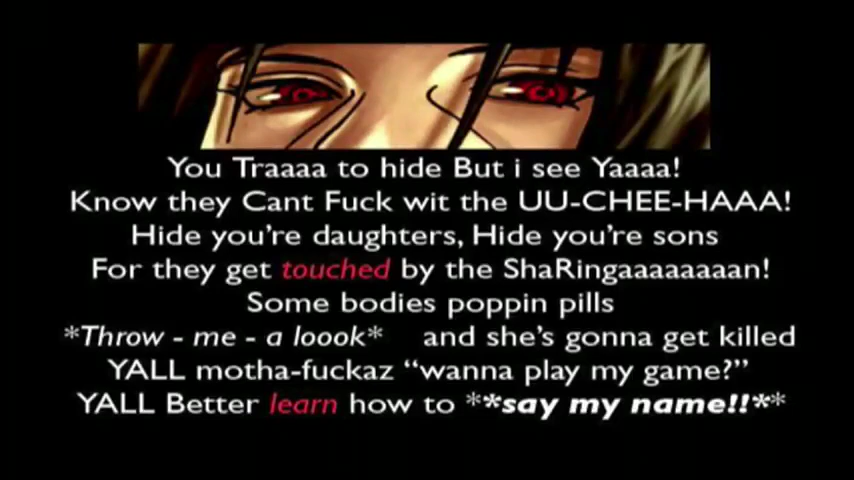 You Traaaa to hide But i see Yaaaa!
Know they Cant Fuck wit the UU-CHEE-HAAA!
Hide you're daughters, Hide you're sons
For they get touched by the ShaRingaaaaaaaan!
Some bodies poppin pills
*Throw - me - a loook* and she's gonna get killed
YALL motha-fuckaz “wanna play my game?”
YALL Better learn how to **say my name!!**